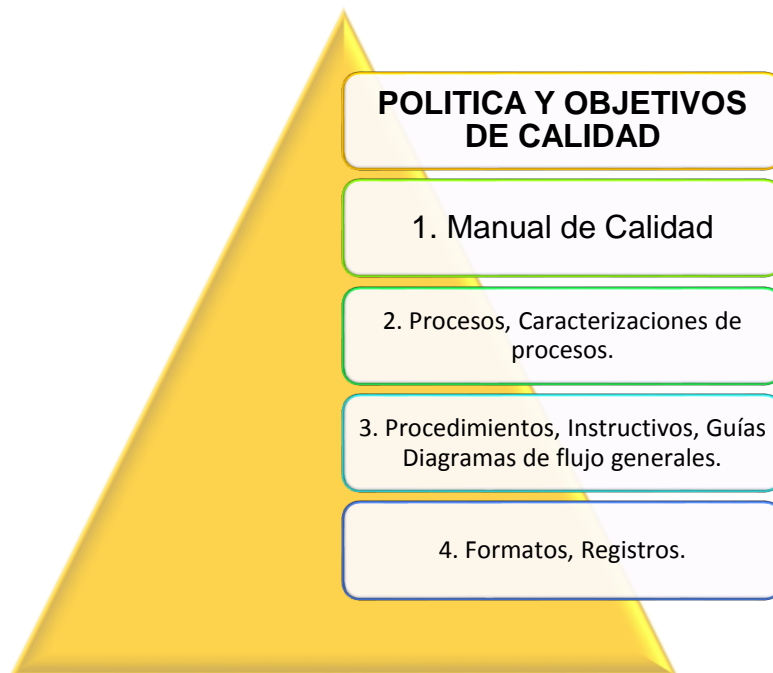 POLITICA Y OBJETIVOS
DE CALIDAD
1. Manual de Calidad
2. Procesos, Caracterizaciones de
procesos.
3. Procedimientos, Instructivos, Guías
Diagramas de flujo generales.
4. Formatos, Registros.